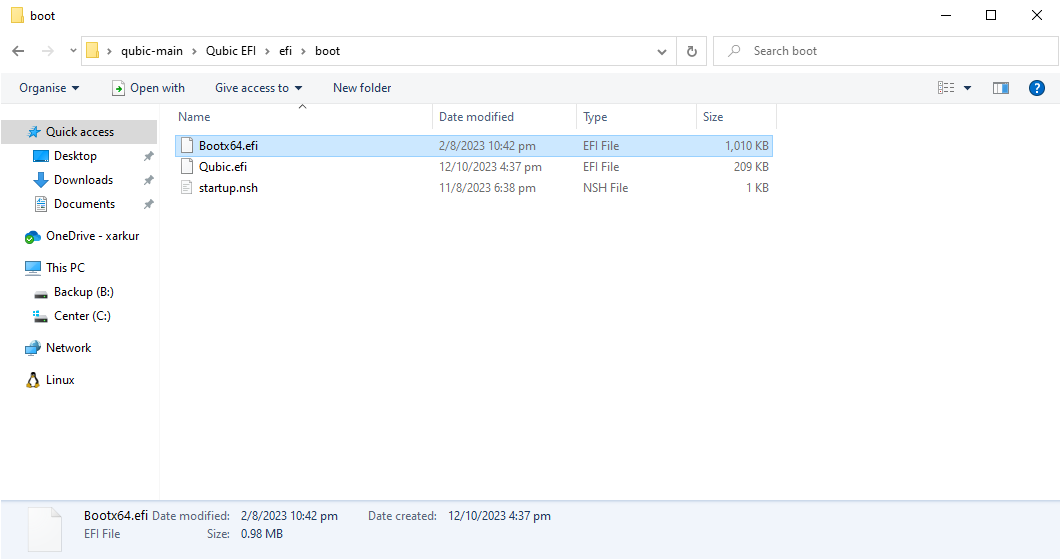 boot
qubic-main > Qubic EFI > efi > boot
Search boot
Organise Open with Give access to New folder ?
Name Date modified Type Size
Quick access
Desktop
Downloads
Documents
OneDrive - xarkur
This PC
Backup (B:)
Center (C:)
Network
Linux
Bootx64.efi 2/8/2023 10:42 pm EFI File 1,010 KB
Qubic.efi 12/10/2023 4:37 pm EFI File 209 KB
startup.nsh 11/8/2023 6:38 pm NSH File 1 KB
Bootx64.efi Date modified: 2/8/2023 10:42 pm Date created: 12/10/2023 4:37 pm
EFI File Size: 0.98 MB